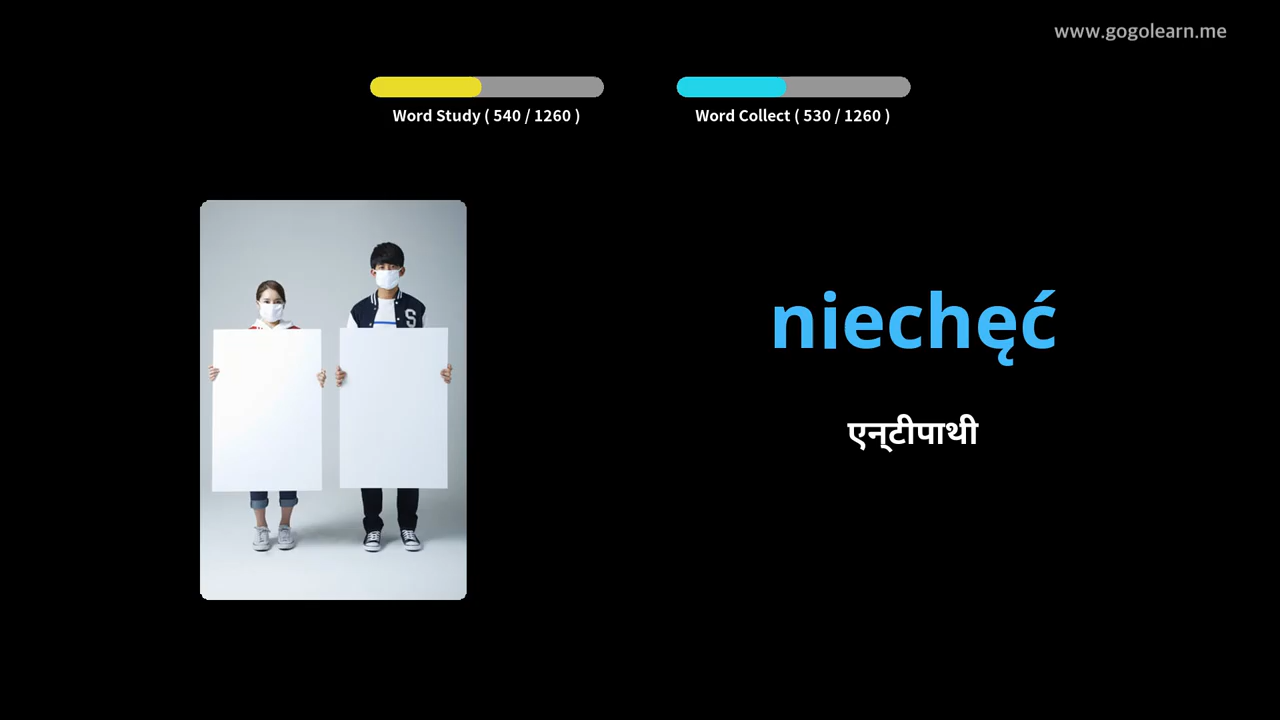 www.gogolearn.me
Word Study ( 540 / 1260 )
Word Collect ( 530 / 1260 )
S
niechęć
एन्टीपाथी